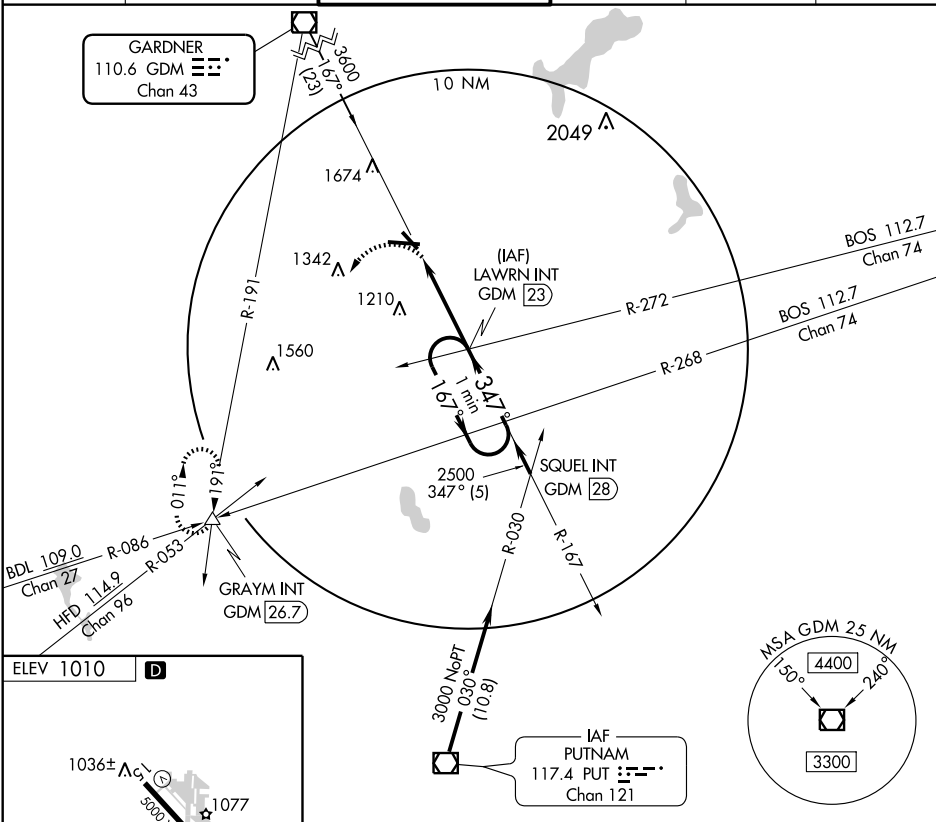 GARDNER
110.6 GDM
Chan 43
3600
167°
(23)
10 NM
2049
1674
1342
1210
1560
(IAF)
LAWRN INT
GDM 23
BOS 112.7
Chan 74
R-272
BOS 112.7
Chan 74
R-268
R-191
1 min
167°
347°
2500
347° (5)
SQUEL INT
GDM 28
R-030
R-167
011°
191°
BDL 109.0
Chan 27
R-086
HFD 114.9
Chan 96
R-053
GRAYM INT
GDM 26.7
3000 NoPT
030°
(10.8)
IAF
PUTNAM
117.4 PUT
Chan 121
MSA GDM 25 NM
150°
240°
4400
3300
ELEV 1010
D
1036±
15
V
5000
1077